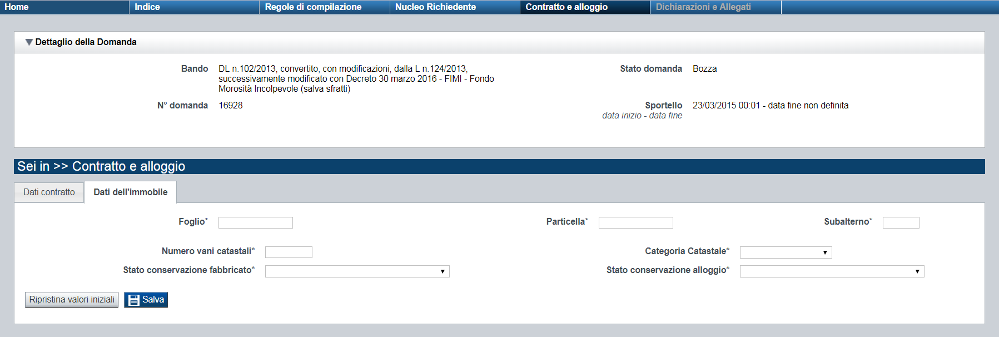 Home Indice Regole di compilazione Nucleo Richiedente Contratto e alloggio Dichiarazioni e Allegati
Dettaglio della Domanda
Bando DL n.102/2013, convertito, con modificazioni, dalla L n.124/2013,
successivamente modificato con Decreto 30 marzo 2016 - FIMI - Fondo
Morosità Incolpevole (salva sfratti)
Stato domanda Bozza
N° domanda 16928
Sportello 23/03/2015 00:01 - data fine non definita
data inizio - data fine
Sei in >> Contratto e alloggio
Dati contratto Dati dell'immobile
Foglio* Particella* Subalterno*
Numero vani catastali* Categoria Catastale*
Stato conservazione fabbricato* Stato conservazione alloggio*
Ripristina valori iniziali Salva